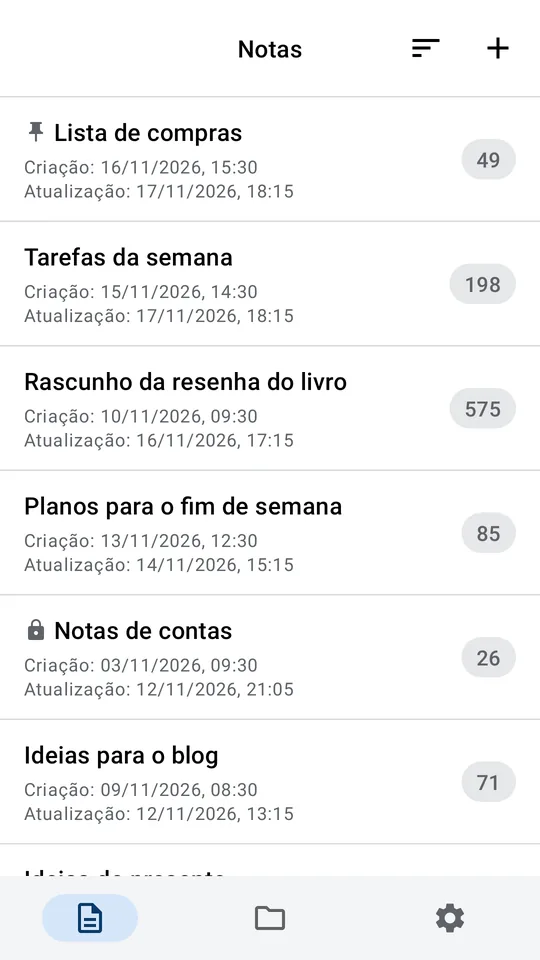 Notas
Lista de compras
Criação: 16/11/2026, 15:30
Atualização: 17/11/2026, 18:15
49
Tarefas da semana
Criação: 15/11/2026, 14:30
Atualização: 17/11/2026, 18:15
198
Rascunho da resenha do livro
Criação: 10/11/2026, 09:30
Atualização: 16/11/2026, 17:15
575
Planos para o fim de semana
Criação: 13/11/2026, 12:30
Atualização: 14/11/2026, 15:15
85
Notas de contas
Criação: 03/11/2026, 09:30
Atualização: 12/11/2026, 21:05
26
Ideias para o blog
Criação: 09/11/2026, 08:30
Atualização: 12/11/2026, 13:15
71